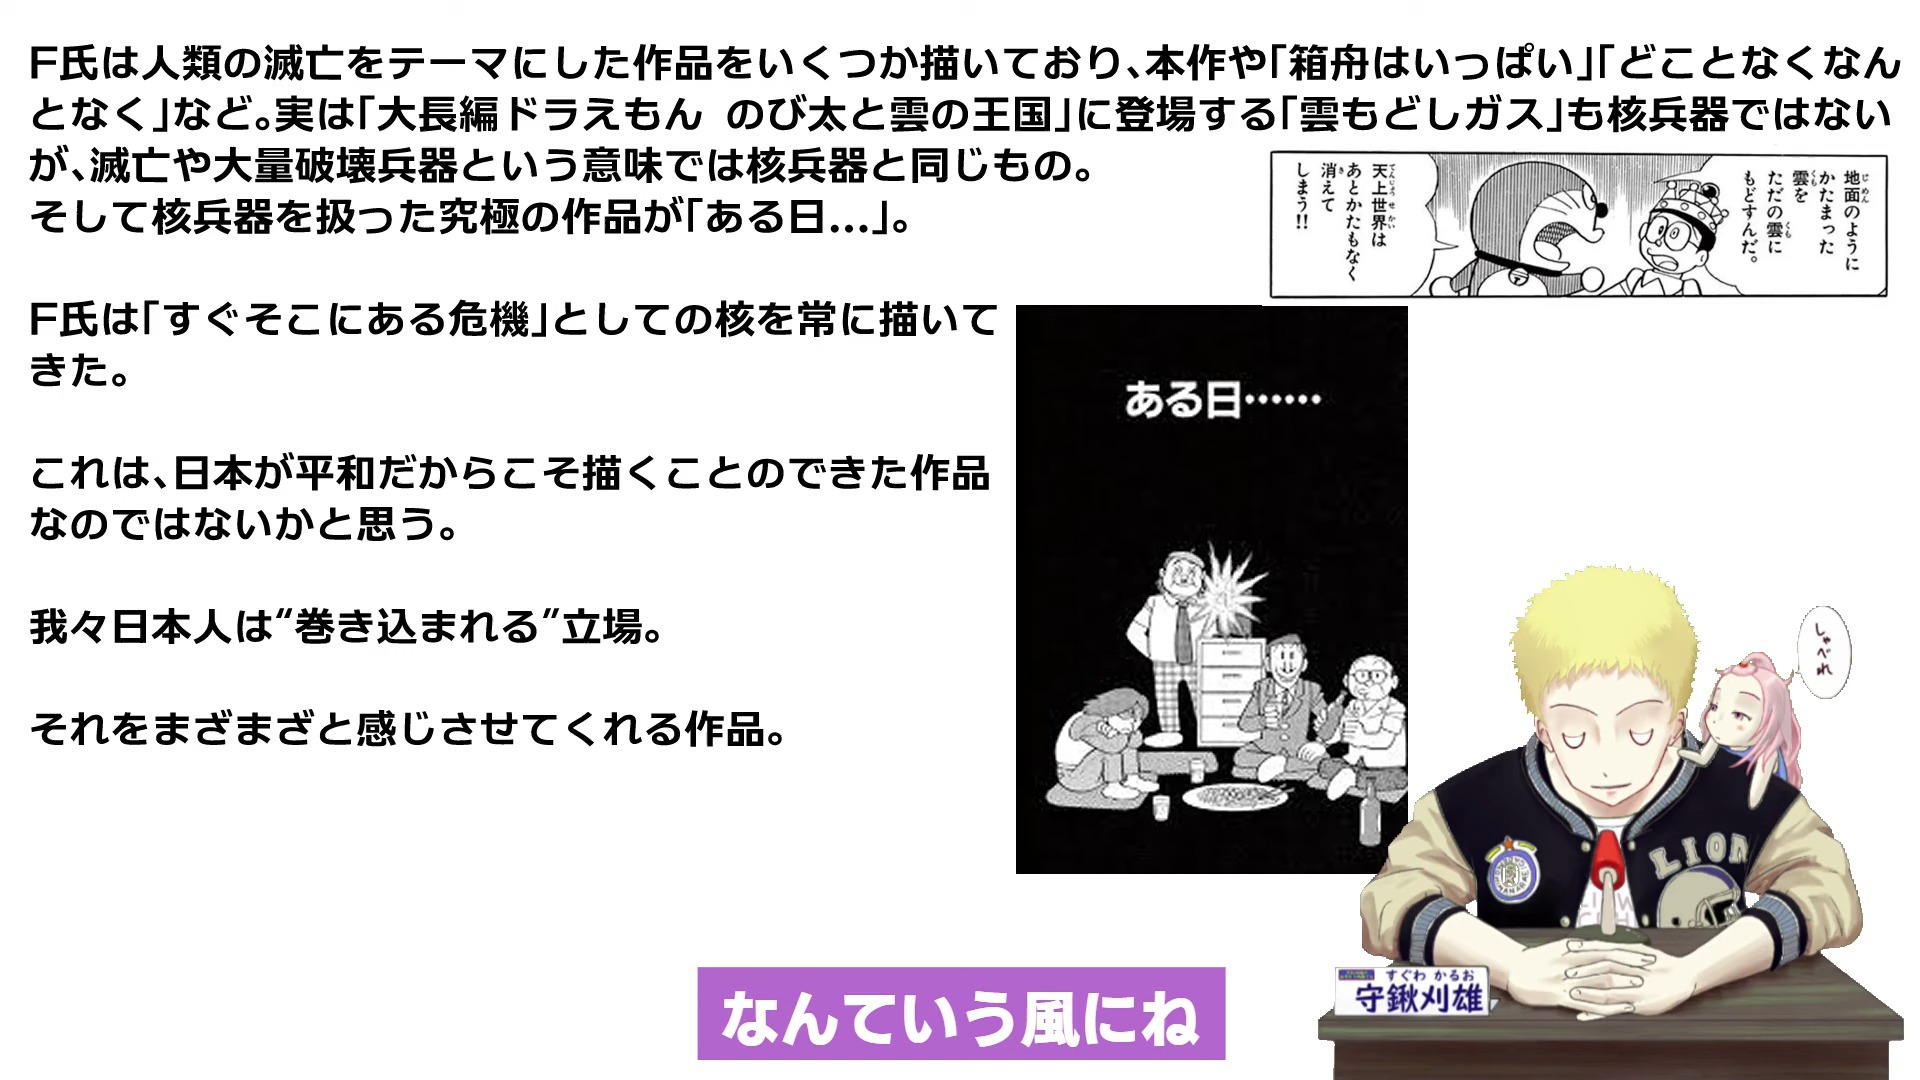 F氏は人類の滅亡をテーマにした作品をいくつか描いており、本作や「箱舟はいっぱい」「どことなくなん
となく」など。実は「大長編ドラえもん のび太と雲の王国」に登場する「雲もどしガス」も核兵器ではない
が、滅亡や大量破壊兵器という意味では核兵器と同じもの。
そして核兵器を扱った究極の作品が「ある日…」。
地面のように
かたまった
雲を
ただの雲に
もどすんだ。
天上世界は
あとかたもなく
消えて
しまう!!
F氏は「すぐそこにある危機」としての核を常に描いて
きた。
これは、日本が平和だからこそ描くことのできた作品
なのではないかと思う。
我々日本人は“巻き込まれる”立場。
それをまざまざと感じさせてくれる作品。
ある日……
しゃべれ
LION
すぐわ かるお
守鍬刈雄
なんていう風にね